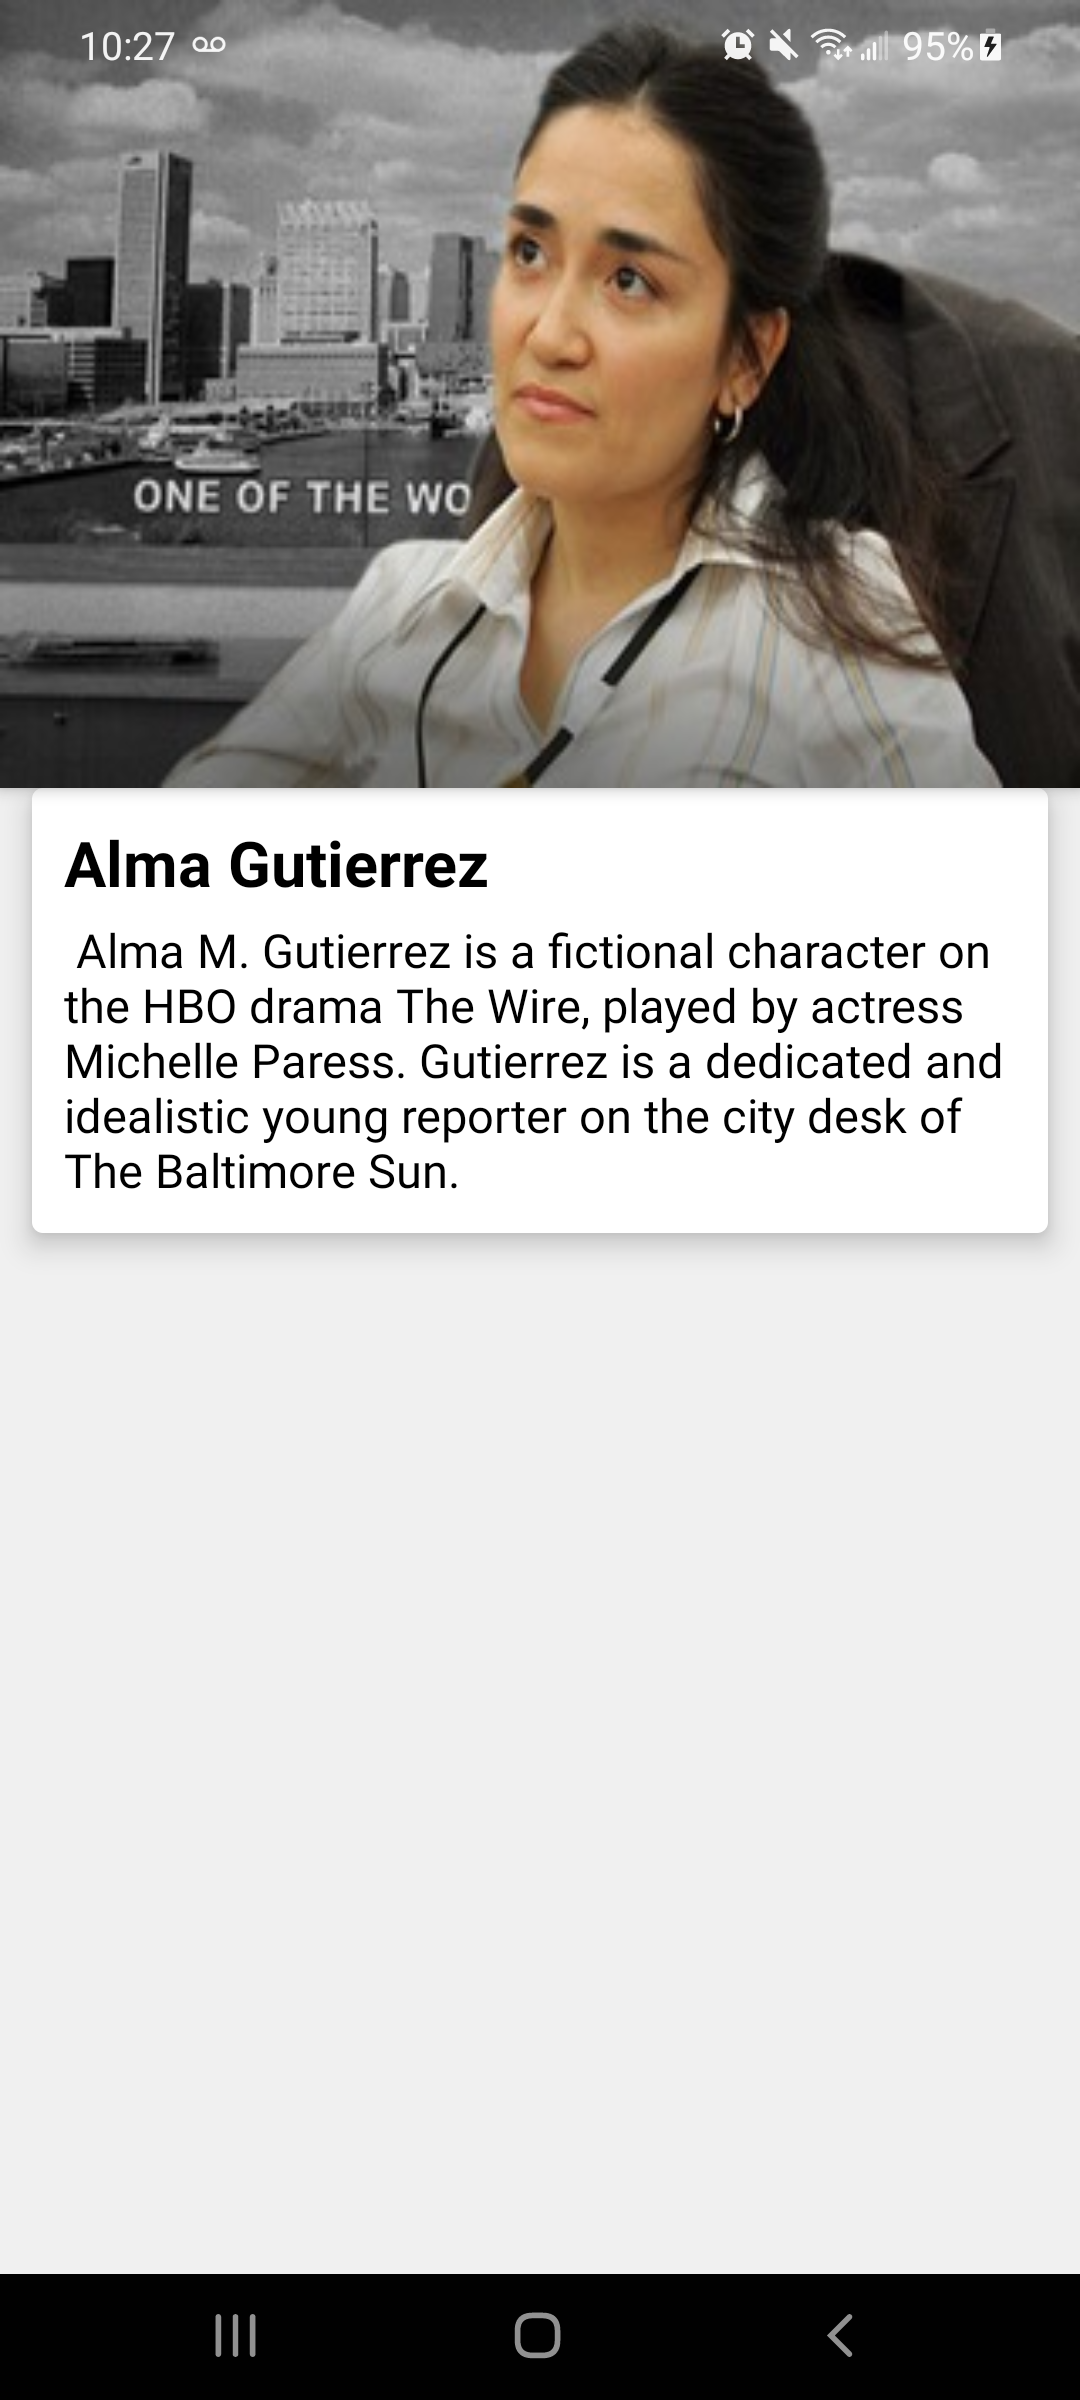 10:27 95%
ONE OF THE WO
Alma Gutierrez
Alma M. Gutierrez is a fictional character on
the HBO drama The Wire, played by actress
Michelle Paress. Gutierrez is a dedicated and
idealistic young reporter on the city desk of
The Baltimore Sun.